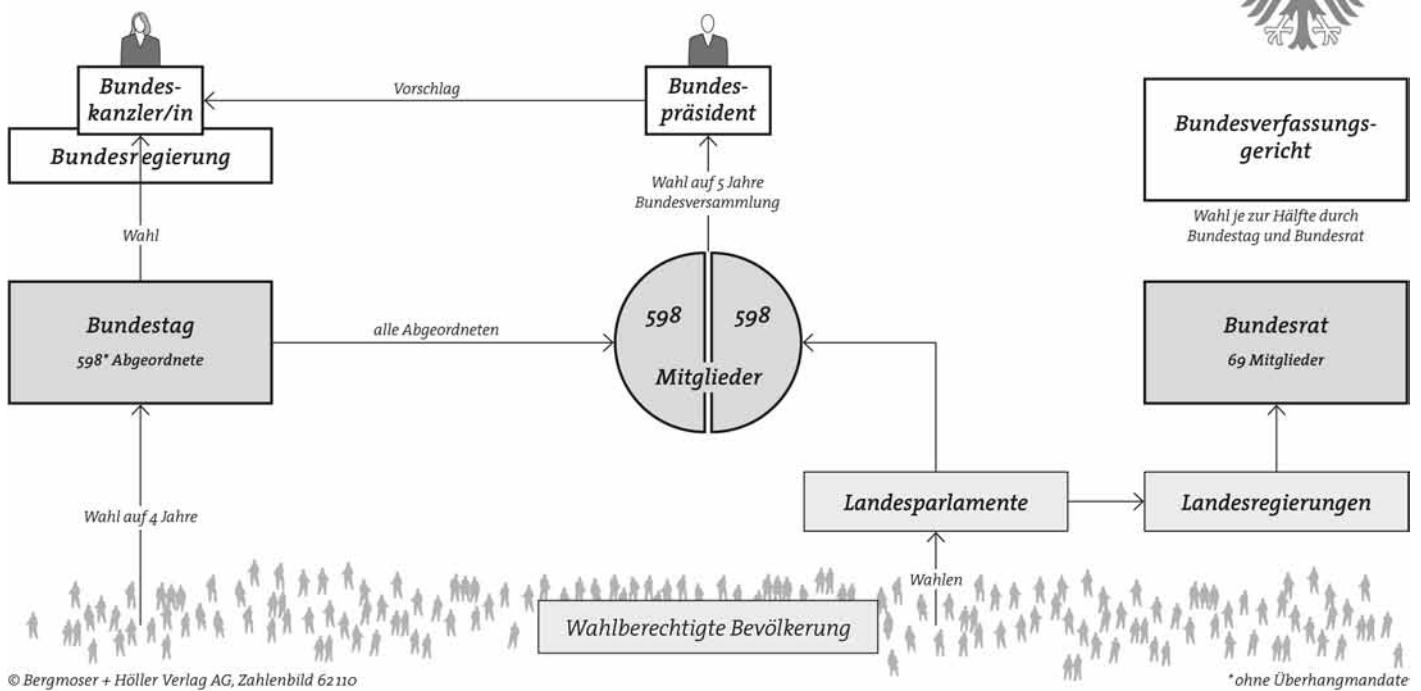 Bundes-
kanzler/in
Vorschlag
Bundes-
präsident
Bundesregierung
Bundesverfassungs-
gericht
Wahl je zur Hälfte durch
Bundestag und Bundesrat
Wahl auf 5 Jahre
Bundesversammlung
Wahl
Bundestag
598* Abgeordnete
alle Abgeordneten
598
598
Mitglieder
Bundesrat
69 Mitglieder
Landesparlamente
Landesregierungen
Wahl auf 4 Jahre
Wahlen
Wahlberechtigte Bevölkerung
© Bergmoser + Höller Verlag AG, Zahlenbild 62110
*ohne Überhangmandate